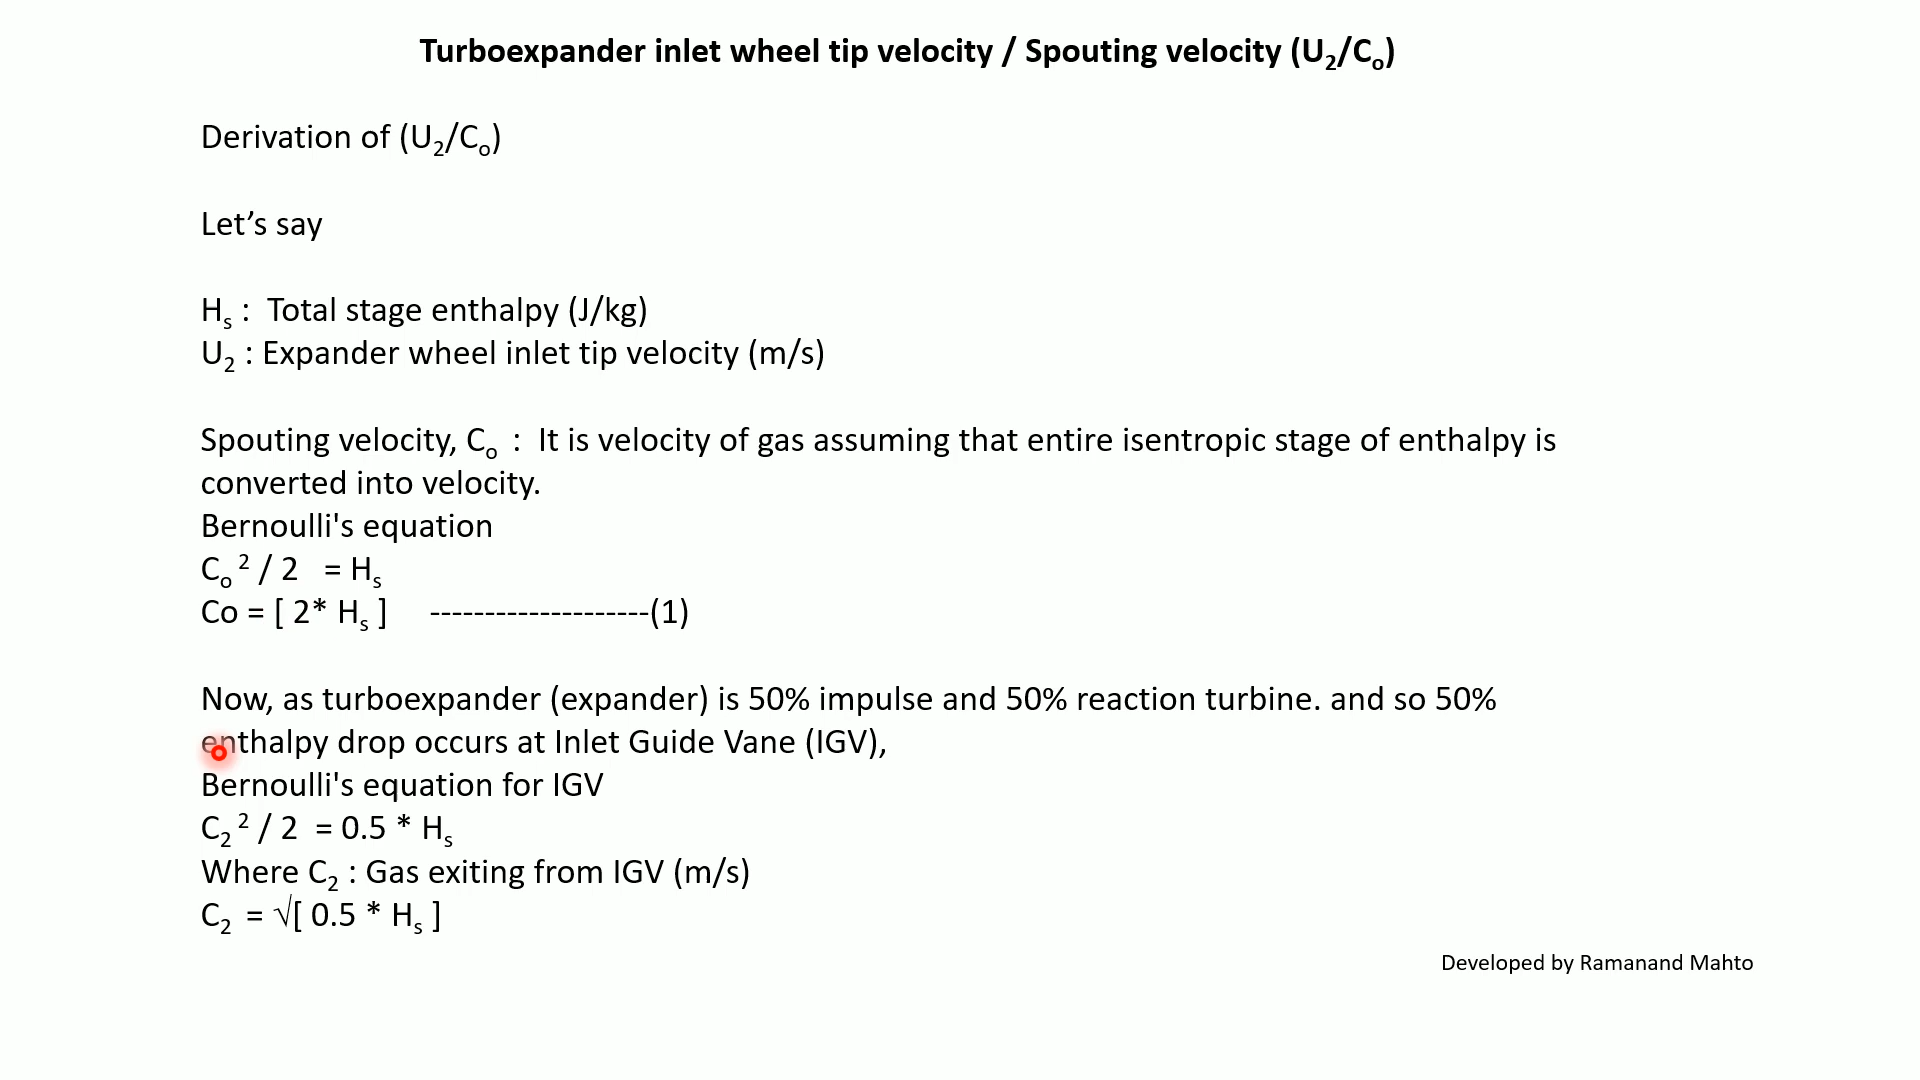 Turboexpander inlet wheel tip velocity / Spouting velocity (U₂/Cₒ)
Derivation of (U₂/Cₒ)
Let’s say
Hₛ : Total stage enthalpy (J/kg)
U₂ : Expander wheel inlet tip velocity (m/s)
Spouting velocity, Cₒ : It is velocity of gas assuming that entire isentropic stage of enthalpy is
converted into velocity.
Bernoulli's equation
Cₒ ² / 2 = Hₛ
Co = [ 2* Hₛ ] --------------------(1)
Now, as turboexpander (expander) is 50% impulse and 50% reaction turbine. and so 50%
enthalpy drop occurs at Inlet Guide Vane (IGV),
Bernoulli's equation for IGV
C₂ ² / 2 = 0.5 * Hₛ
Where C₂ : Gas exiting from IGV (m/s)
C₂ = √[ 0.5 * Hₛ ]
Developed by Ramanand Mahto